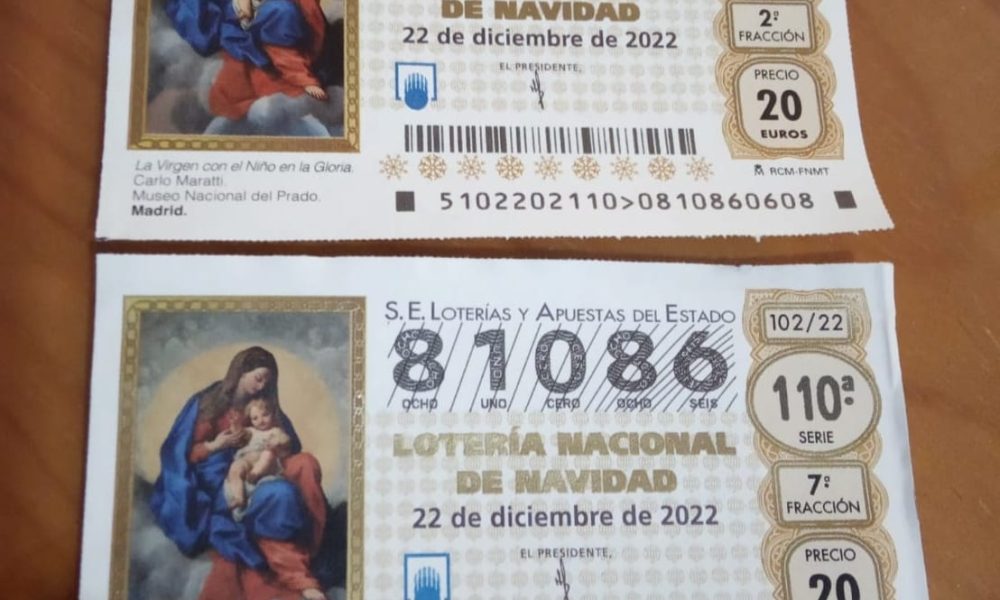 DE NAVIDAD
22 de diciembre de 2022
EL PRESIDENTE,
2ª
FRACCIÓN
PRECIO
20
EUROS
La Virgen con el Niño en la Gloria.
Carlo Maratti.
Museo Nacional del Prado.
Madrid.
RCM-FNMT
5102202110>0810860608
S.E. LOTERÍAS Y APUESTAS DEL ESTADO
81086
OCHO UNO CERO OCHO SEIS
LOTERÍA NACIONAL
DE NAVIDAD
22 de diciembre de 2022
EL PRESIDENTE,
102/22
110ª
SERIE
7ª
FRACCIÓN
PRECIO
20